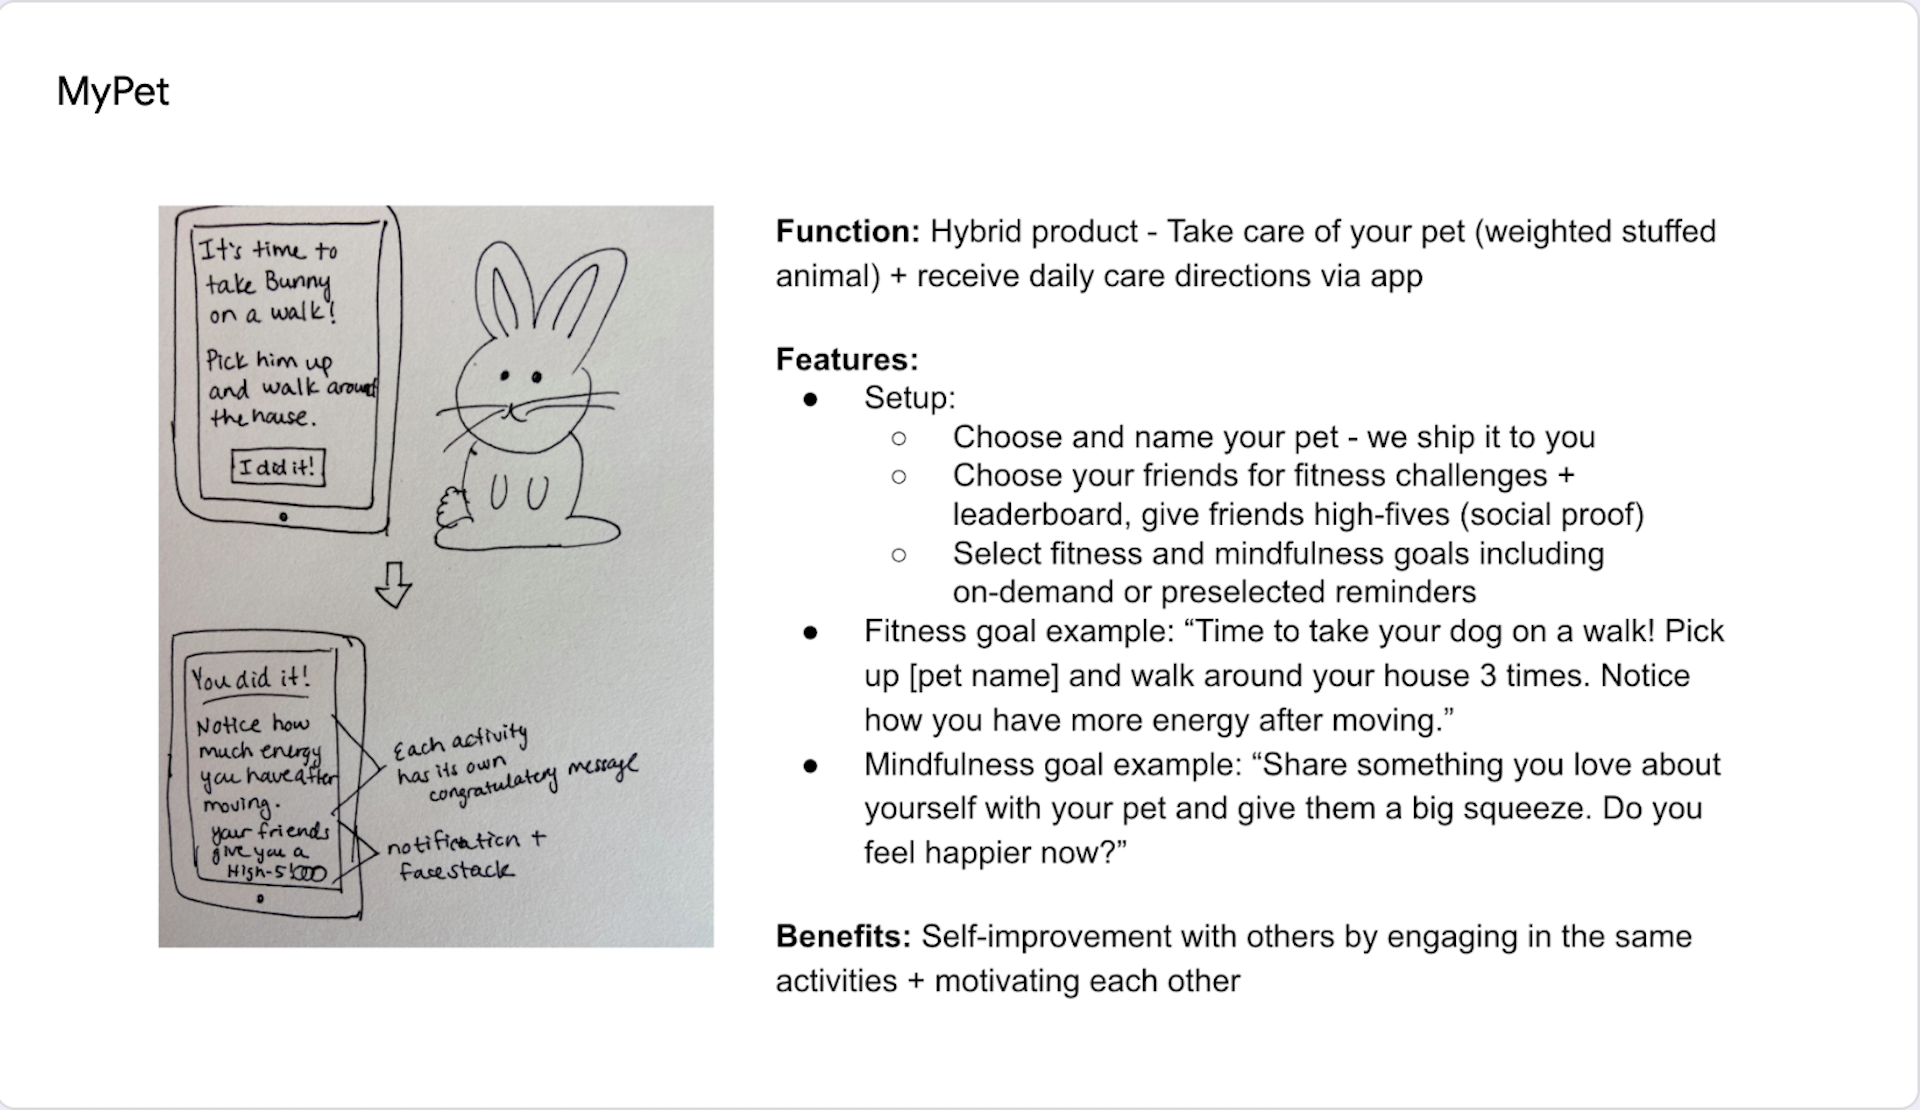 MyPet
It's time to
take Bunny
on a walk!
Pick him up
and walk around
the house.
I did it!
You did it!
Notice how
much energy
you have after
moving.
your friends
give you a
High-5!
Each activity
has its own
congratulatory message
notification +
facestack
Function: Hybrid product - Take care of your pet (weighted stuffed
animal) + receive daily care directions via app
Features:
● Setup:
○ Choose and name your pet - we ship it to you
○ Choose your friends for fitness challenges +
leaderboard, give friends high-fives (social proof)
○ Select fitness and mindfulness goals including
on-demand or preselected reminders
● Fitness goal example: “Time to take your dog on a walk! Pick
up [pet name] and walk around your house 3 times. Notice
how you have more energy after moving.”
● Mindfulness goal example: “Share something you love about
yourself with your pet and give them a big squeeze. Do you
feel happier now?”
Benefits: Self-improvement with others by engaging in the same
activities + motivating each other